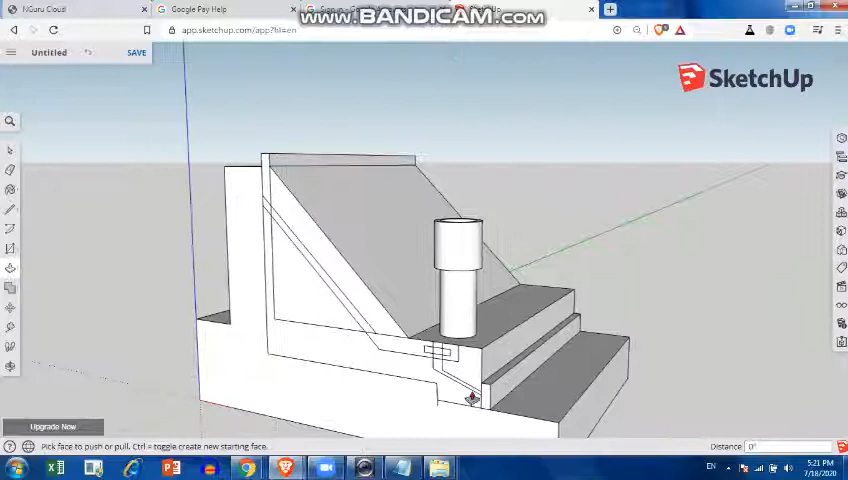 NGuru Cloud
Google Pay Help
www.BANDICAM.com
app.sketchup.com/app?hl=en
Untitled
SAVE
SketchUp
Upgrade Now
Pick face to push or pull. Ctrl = toggle create new starting face.
Distance
0"
EN
5:21 PM
7/18/2020